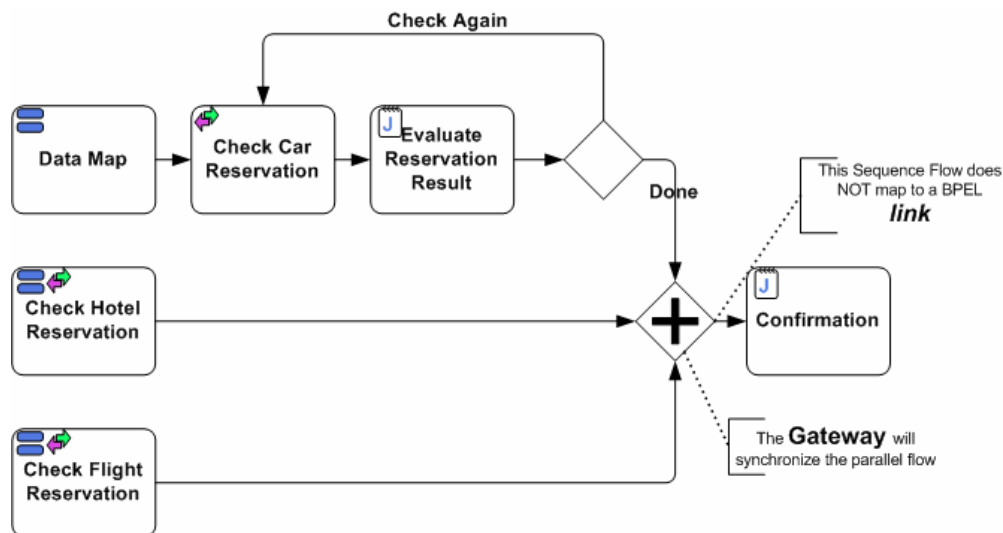 Check Again
Data Map
Check Car
Reservation
J
Evaluate
Reservation
Result
Done
This Sequence Flow does
NOT map to a BPEL
link
Check Hotel
Reservation
J
Confirmation
The Gateway will
synchronize the parallel flow
Check Flight
Reservation